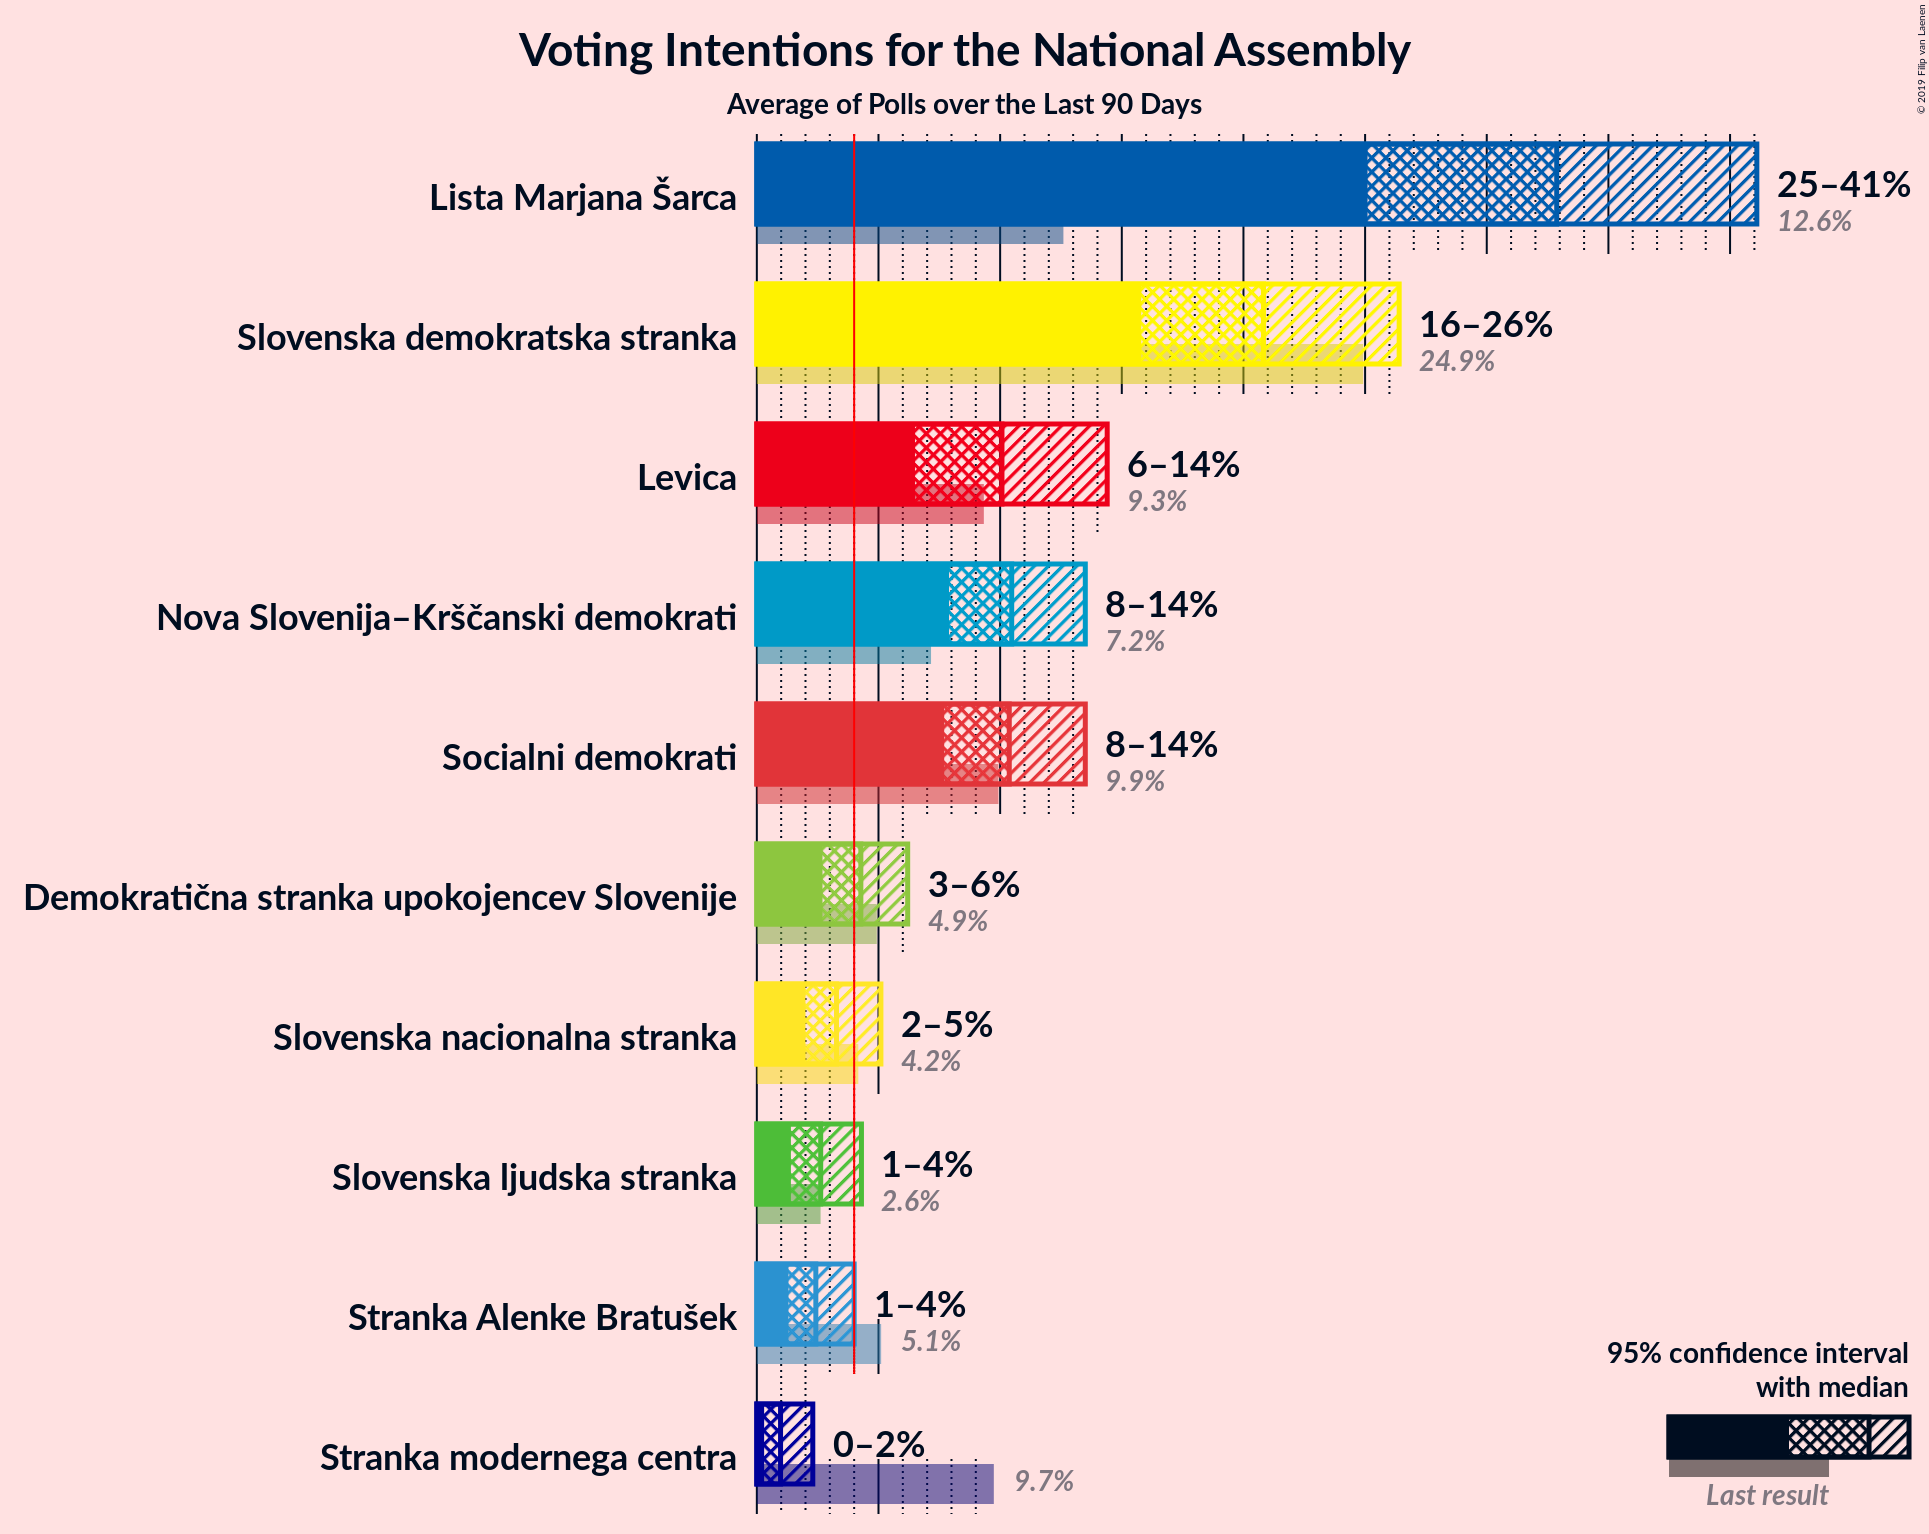 Voting Intentions for the National Assembly
Average of Polls over the Last 90 Days
© 2019 Filip van Laenen
Lista Marjana Šarca
25–41%
12.6%
Slovenska demokratska stranka
16–26%
24.9%
Levica
6–14%
9.3%
Nova Slovenija–Krščanski demokrati
8–14%
7.2%
Socialni demokrati
8–14%
9.9%
Demokratična stranka upokojencev Slovenije
3–6%
4.9%
Slovenska nacionalna stranka
2–5%
4.2%
Slovenska ljudska stranka
1–4%
2.6%
Stranka Alenke Bratušek
1–4%
5.1%
Stranka modernega centra
0–2%
9.7%
95% confidence interval
with median
Last result